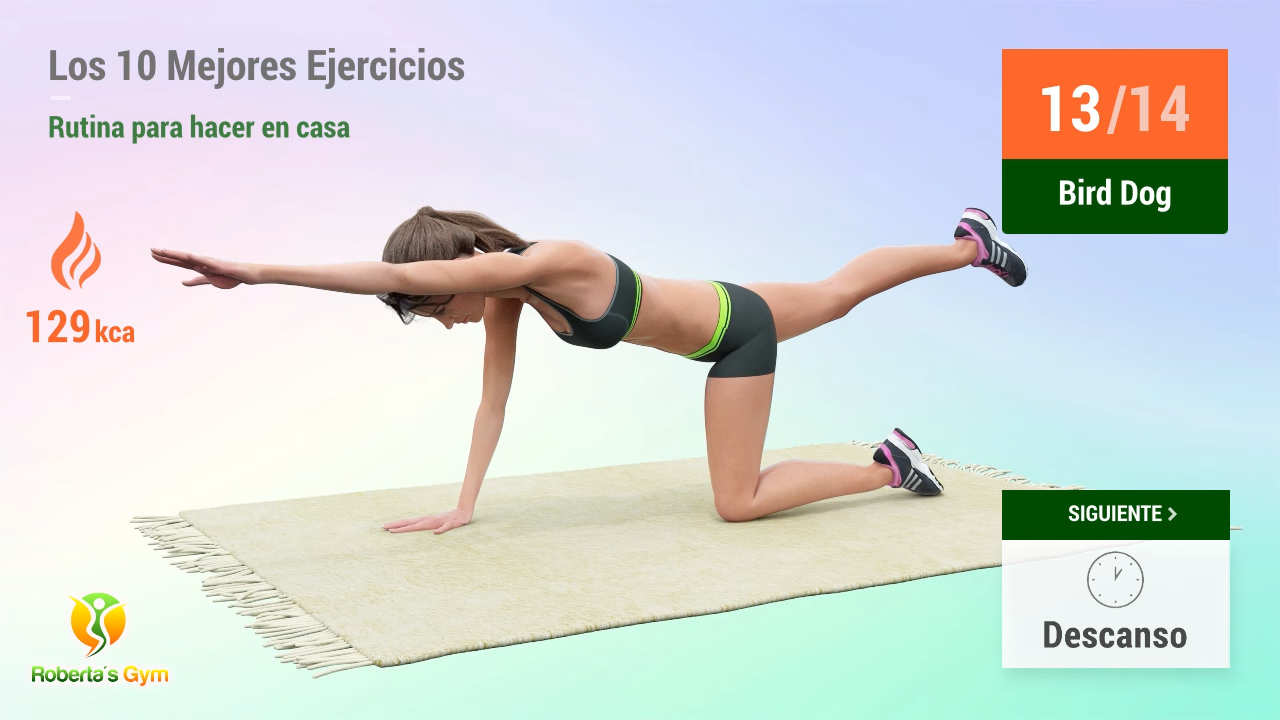 Los 10 Mejores Ejercicios
Rutina para hacer en casa
13/14
Bird Dog
129 kca
SIGUIENTE >
Descanso
Roberta´s Gym